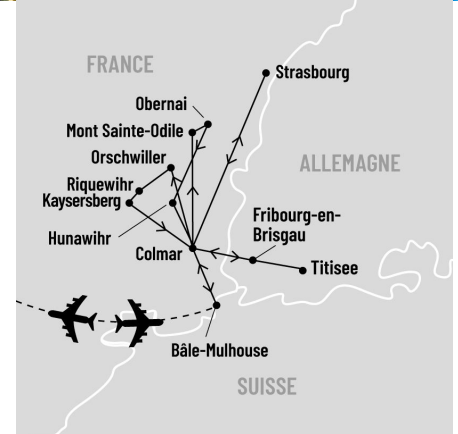 FRANCE
Strasbourg
Obernai
Mont Sainte-Odile
Orschwiller
ALLEMAGNE
Riquewihr
Kaysersberg
Fribourg-en-
Brisgau
Hunawihr
Colmar
Titisee
Bâle-Mulhouse
SUISSE